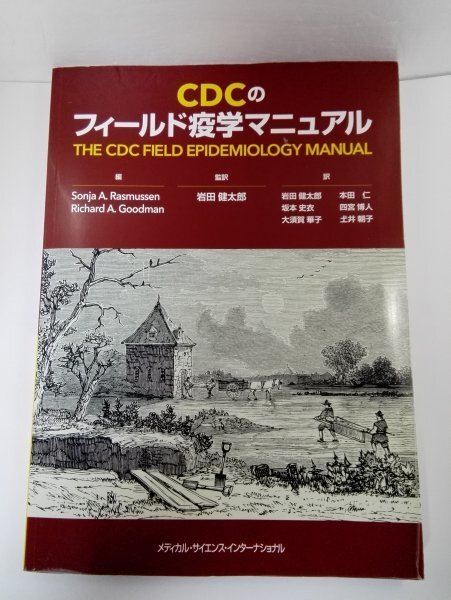 CDCの
フィールド疫学マニュアル
THE CDC FIELD EPIDEMIOLOGY MANUAL
編
Sonja A. Rasmussen
Richard A. Goodman
監訳
岩田 健太郎
訳
岩田 健太郎 本田 仁
坂本 史衣 四宮 博人
大須賀 華子 土井 朝子
メディカル・サイエンス・インターナショナル